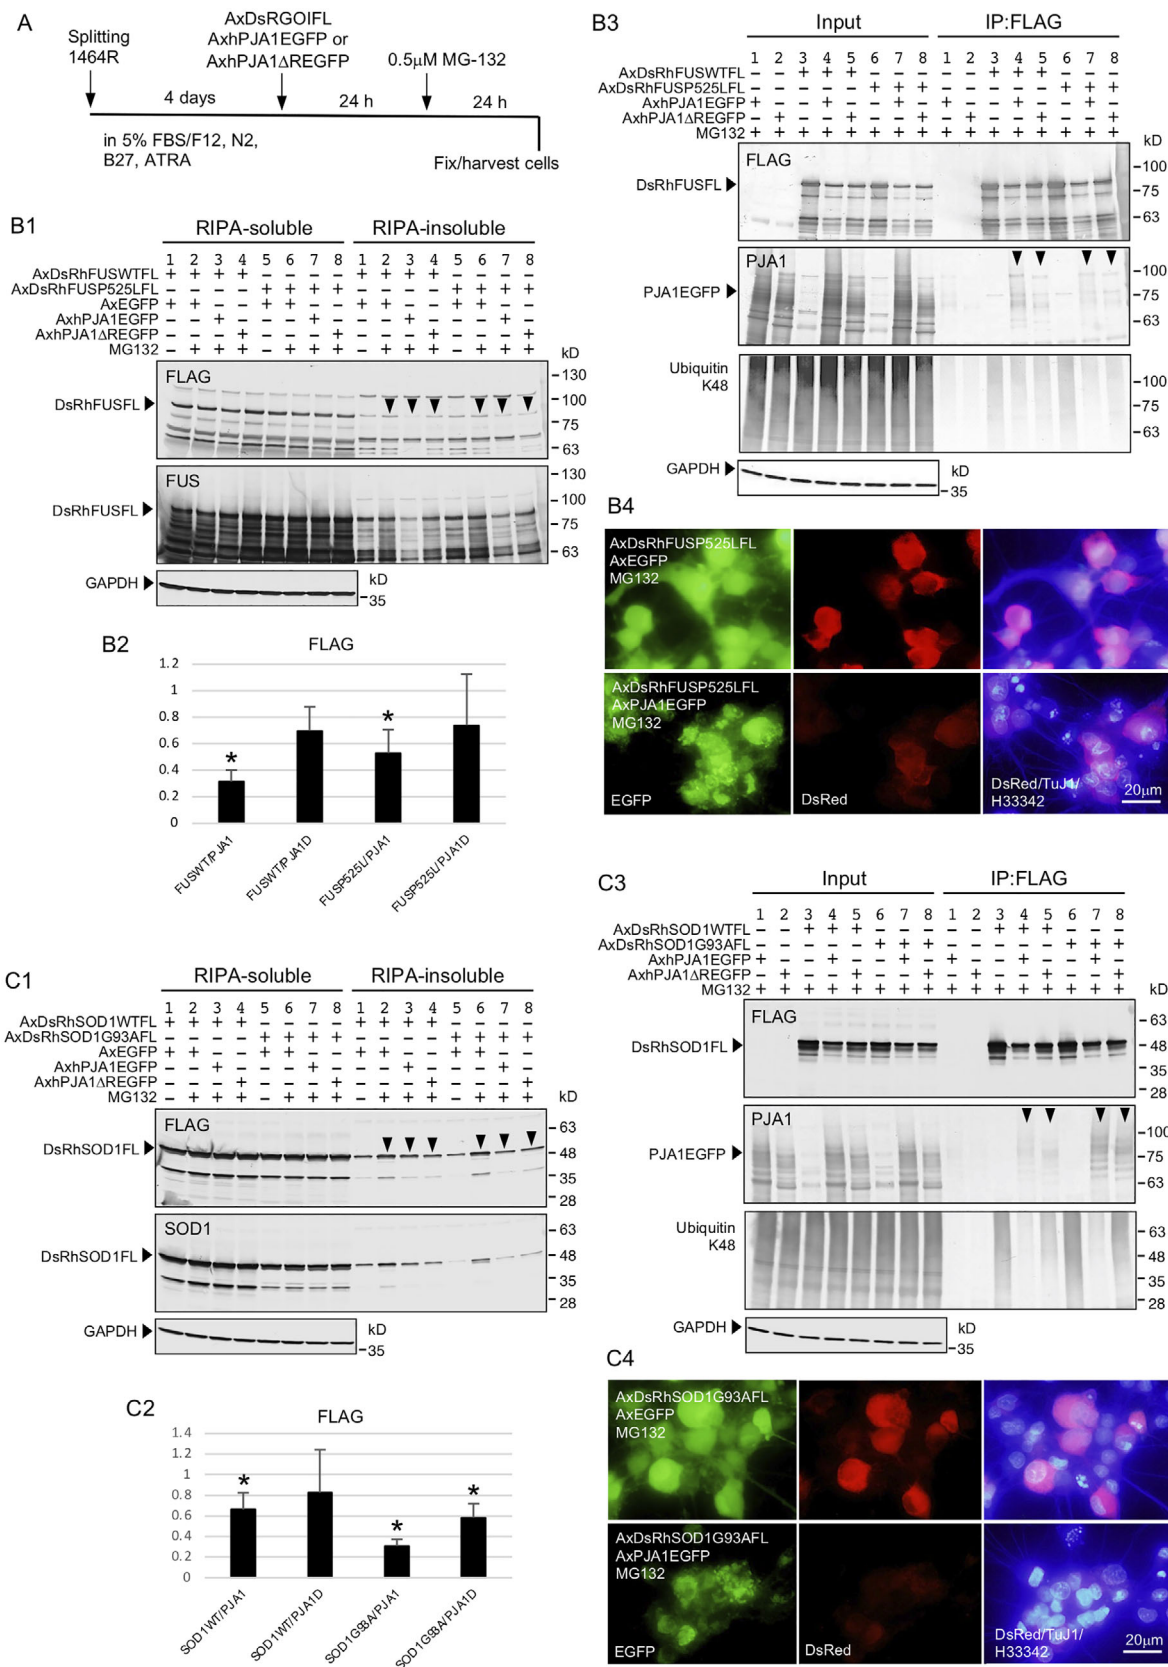 A
Splitting
1464R
AxDsRGOIFL
AxhPJA1EGFP or
AxhPJA1ΔREGFP
0.5μM MG-132
4 days
24 h
24 h
in 5% FBS/F12, N2,
B27, ATRA
Fix/harvest cells
B1
RIPA-soluble
RIPA-insoluble
1 2 3 4 5 6 7 8 1 2 3 4 5 6 7 8
AxDsRhFUSWTFL + + + + − − − − + + + + − − − −
AxDsRhFUSP525LFL − − − − + + + + − − − − + + + +
AxEGFP + + − − + + − − + + − − + + − −
AxhPJA1EGFP − − + − − − + − − − + − − − + −
AxhPJA1ΔREGFP − − − + − − − + − − − + − − − +
MG132 − + + + − + + + − + + + − + + +
kD
FLAG
130
DsRhFUSFL
100
75
63
FUS
130
DsRhFUSFL
100
75
63
GAPDH
kD
35
B2
FLAG
1.2
1
0.8
0.6
0.4
0.2
0
*
*
FUSWT/PJA1
FUSWT/PJA1D
FUSP525L/PJA1
FUSP525L/PJA1D
B3
Input
IP:FLAG
1 2 3 4 5 6 7 8 1 2 3 4 5 6 7 8
AxDsRhFUSWTFL − − + + + − − − − − + + + − − −
AxDsRhFUSP525LFL − − − − − + + + − − − − − + + +
AxhPJA1EGFP + − − + − − + − + − − + − − + −
AxhPJA1ΔREGFP − + − − + − − + − + − − + − − +
MG132 + + + + + + + + + + + + + + + +
kD
FLAG
DsRhFUSFL
100
75
63
PJA1
PJA1EGFP
100
75
63
Ubiquitin
K48
100
75
63
GAPDH
kD
35
B4
AxDsRhFUSP525LFL
AxEGFP
MG132
AxDsRhFUSP525LFL
AxPJA1EGFP
MG132
EGFP
DsRed
DsRed/TuJ1/
H33342
20μm
C1
RIPA-soluble
RIPA-insoluble
1 2 3 4 5 6 7 8 1 2 3 4 5 6 7 8
AxDsRhSOD1WTFL + + + + − − − − + + + + − − − −
AxDsRhSOD1G93AFL − − − − + + + + − − − − + + + +
AxEGFP + + − − + + − − + + − − + + − −
AxhPJA1EGFP − − + − − − + − − − + − − − + −
AxhPJA1ΔREGFP − − − + − − − + − − − + − − − +
MG132 − + + + − + + + − + + + − + + +
kD
FLAG
63
DsRhSOD1FL
48
35
28
SOD1
63
DsRhSOD1FL
48
35
28
GAPDH
kD
35
C2
FLAG
1.4
1.2
1
0.8
0.6
0.4
0.2
0
*
*
*
SOD1WT/PJA1
SOD1WT/PJA1D
SOD1G93A/PJA1
SOD1G93A/PJA1D
C3
Input
IP:FLAG
1 2 3 4 5 6 7 8 1 2 3 4 5 6 7 8
AxDsRhSOD1WTFL − − + + + − − − − − + + + − − −
AxDsRhSOD1G93AFL − − − − − + + + − − − − − + + +
AxhPJA1EGFP + − − + − − + − + − − + − − + −
AxhPJA1ΔREGFP − + − − + − − + − + − − + − − +
MG132 + + + + + + + + + + + + + + + +
kD
FLAG
63
DsRhSOD1FL
48
35
28
PJA1
100
PJA1EGFP
75
63
Ubiquitin
K48
63
48
35
28
GAPDH
kD
35
C4
AxDsRhSOD1G93AFL
AxEGFP
MG132
AxDsRhSOD1G93AFL
AxPJA1EGFP
MG132
EGFP
DsRed
DsRed/TuJ1/
H33342
20μm